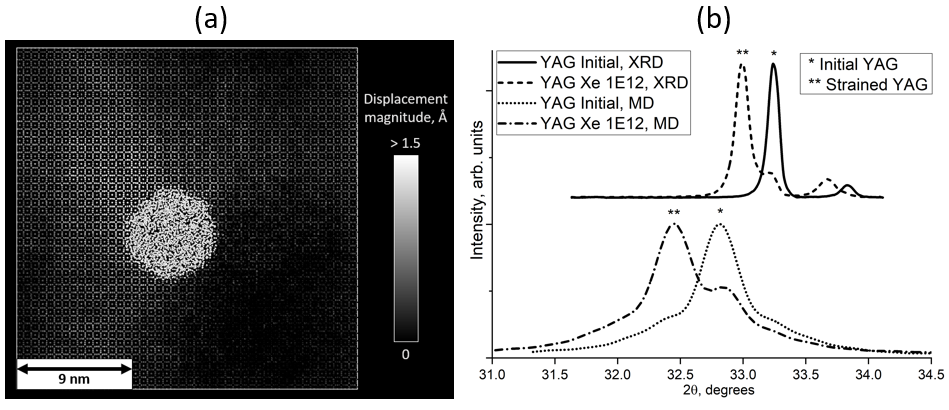 (a)
Displacement
magnitude, Å
> 1.5
0
9 nm
(b)
YAG Initial, XRD
YAG Xe 1E12, XRD
YAG Initial, MD
YAG Xe 1E12, MD
** *
* Initial YAG
** Strained YAG
** *
Intensity, arb. units
31.0 31.5 32.0 32.5 33.0 33.5 34.0 34.5
2θ, degrees